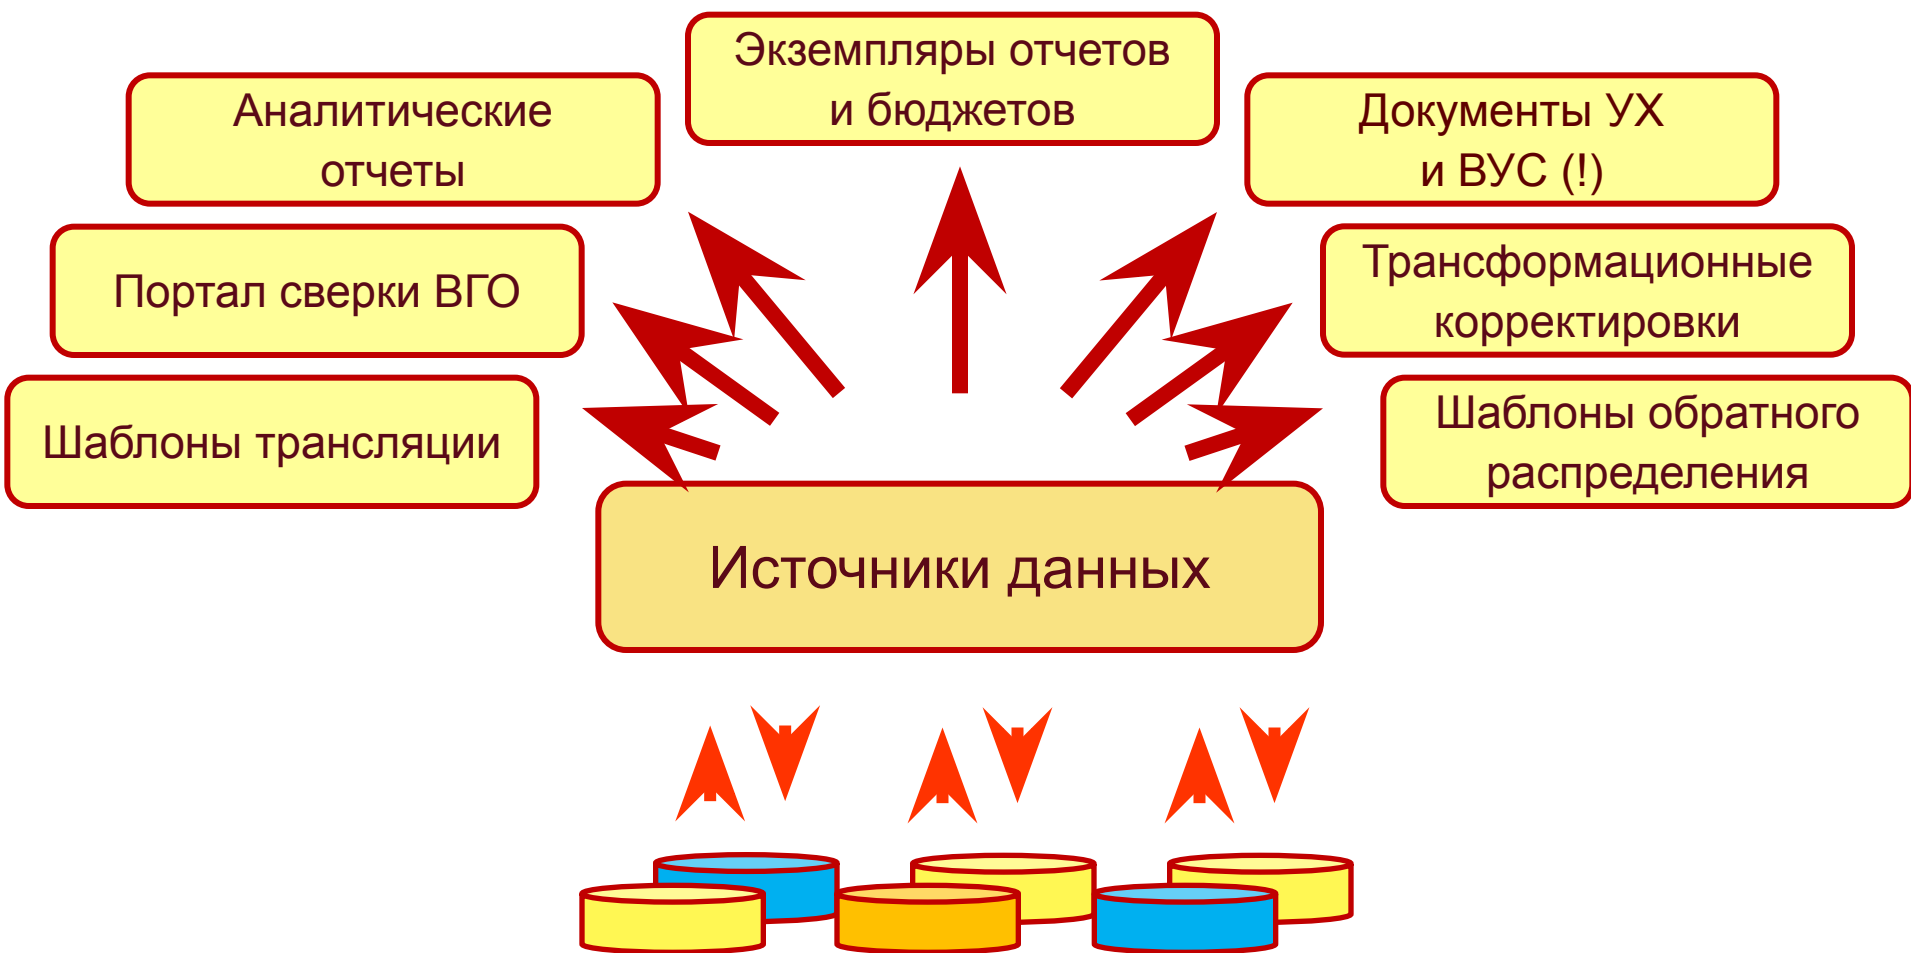 Экземпляры отчетов
и бюджетов
Аналитические
отчеты
Документы УХ
и ВУС (!)
Портал сверки ВГО
Трансформационные
корректировки
Шаблоны трансляции
Шаблоны обратного
распределения
Источники данных